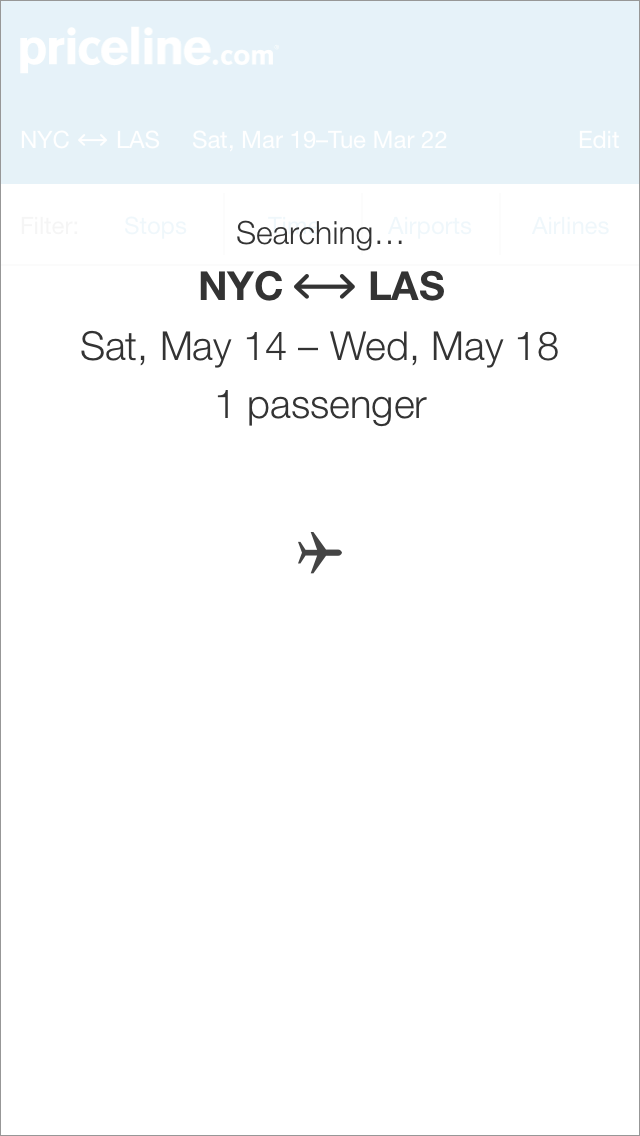 priceline.com
NYC ↔ LAS Sat, Mar 19–Tue Mar 22 Edit
Filter: Stops Time Airports Airlines
Searching...
NYC ↔ LAS
Sat, May 14 – Wed, May 18
1 passenger